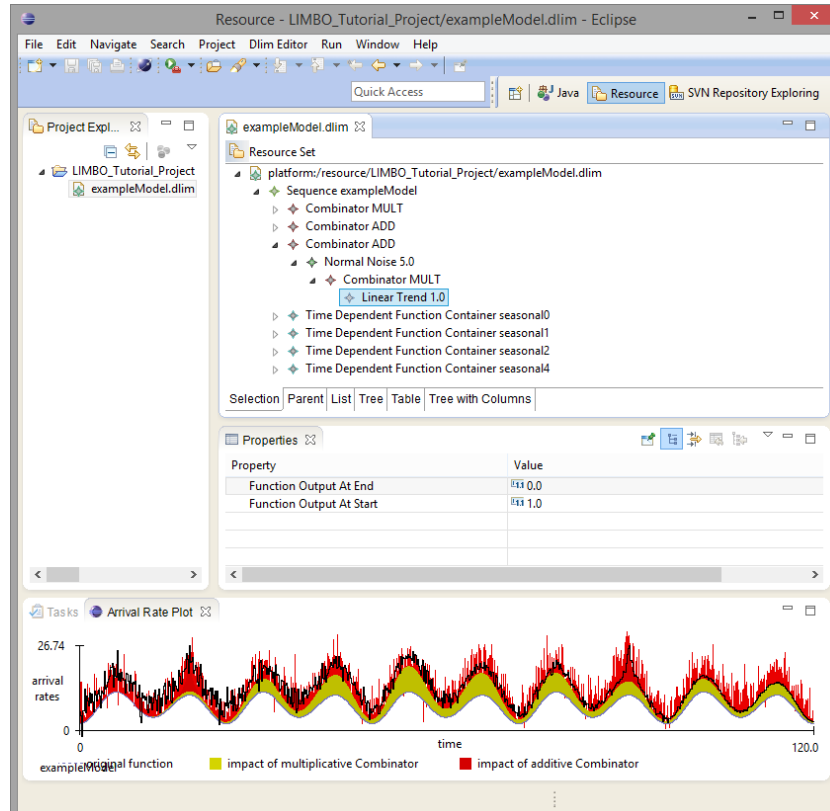 Resource - LIMBO_Tutorial_Project/exampleModel.dlim - Eclipse
File Edit Navigate Search Project Dlim Editor Run Window Help
Quick Access
Java Resource SVN Repository Exploring
Project Expl...
LIMBO_Tutorial_Project
exampleModel.dlim
exampleModel.dlim
Resource Set
platform:/resource/LIMBO_Tutorial_Project/exampleModel.dlim
Sequence exampleModel
Combinator MULT
Combinator ADD
Combinator ADD
Normal Noise 5.0
Combinator MULT
Linear Trend 1.0
Time Dependent Function Container seasonal0
Time Dependent Function Container seasonal1
Time Dependent Function Container seasonal2
Time Dependent Function Container seasonal4
Selection Parent List Tree Table Tree with Columns
Properties
Property Value
Function Output At End 0.0
Function Output At Start 1.0
Tasks Arrival Rate Plot
26.74
arrival
rates
0
0 time 120.0
exampleModel original function impact of multiplicative Combinator impact of additive Combinator